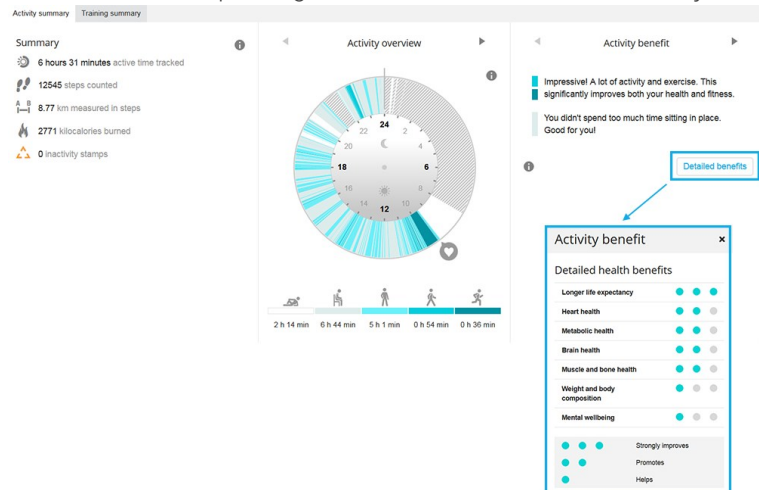 Activity summary
Training summary
Summary
6 hours 31 minutes active time tracked
12545 steps counted
A B
8.77 km measured in steps
2771 kilocalories burned
0 inactivity stamps
Activity overview
24
22
2
20
4
18
6
16
8
14
10
12
2 h 14 min
6 h 44 min
5 h 1 min
0 h 54 min
0 h 36 min
Activity benefit
Impressive! A lot of activity and exercise. This
significantly improves both your health and fitness.
You didn't spend too much time sitting in place.
Good for you!
Detailed benefits
Activity benefit
x
Detailed health benefits
Longer life expectancy
Heart health
Metabolic health
Brain health
Muscle and bone health
Weight and body
composition
Mental wellbeing
Strongly improves
Promotes
Helps